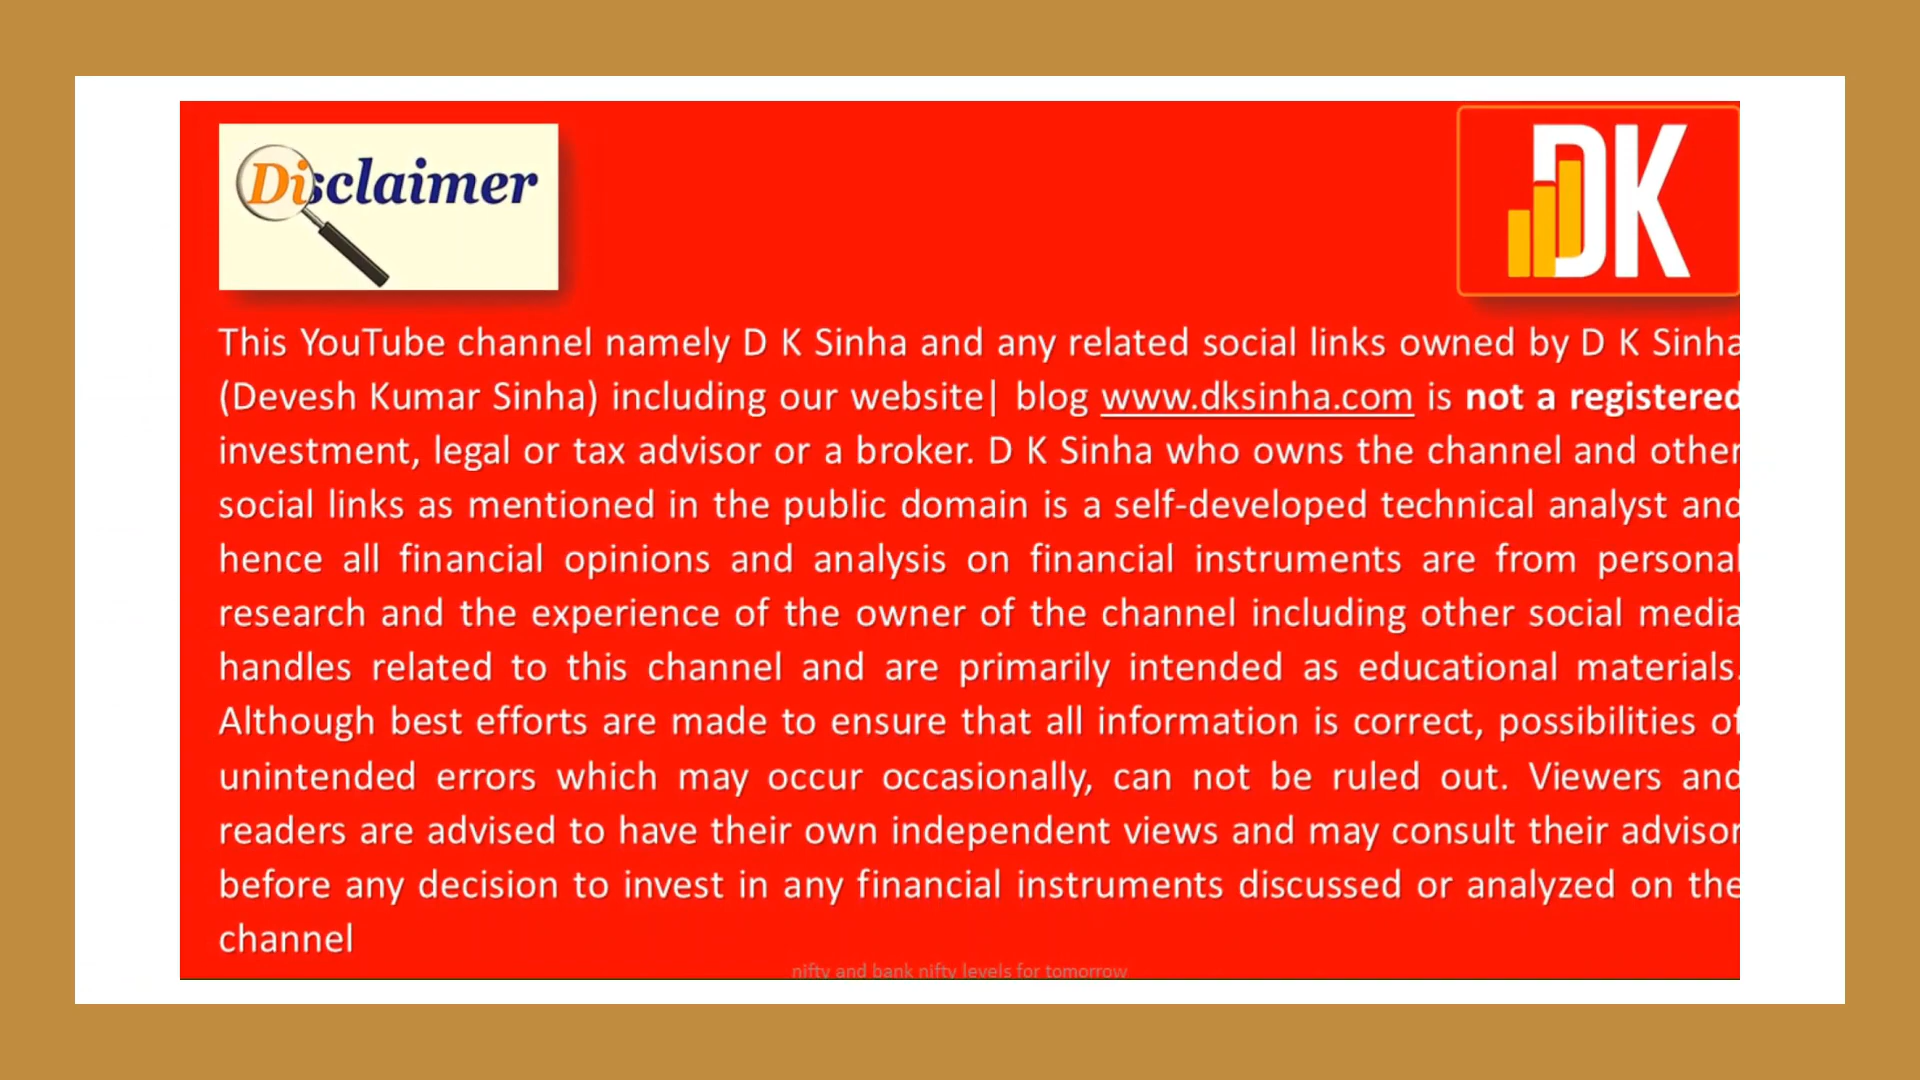 Disclaimer
DK
This YouTube channel namely D K Sinha and any related social links owned by D K Sinha
(Devesh Kumar Sinha) including our website| blog www.dksinha.com is not a registered
investment, legal or tax advisor or a broker. D K Sinha who owns the channel and other
social links as mentioned in the public domain is a self-developed technical analyst and
hence all financial opinions and analysis on financial instruments are from personal
research and the experience of the owner of the channel including other social media
handles related to this channel and are primarily intended as educational materials.
Although best efforts are made to ensure that all information is correct, possibilities of
unintended errors which may occur occasionally, can not be ruled out. Viewers and
readers are advised to have their own independent views and may consult their advisor
before any decision to invest in any financial instruments discussed or analyzed on the
channel
nifty and bank nifty levels for tomorrow